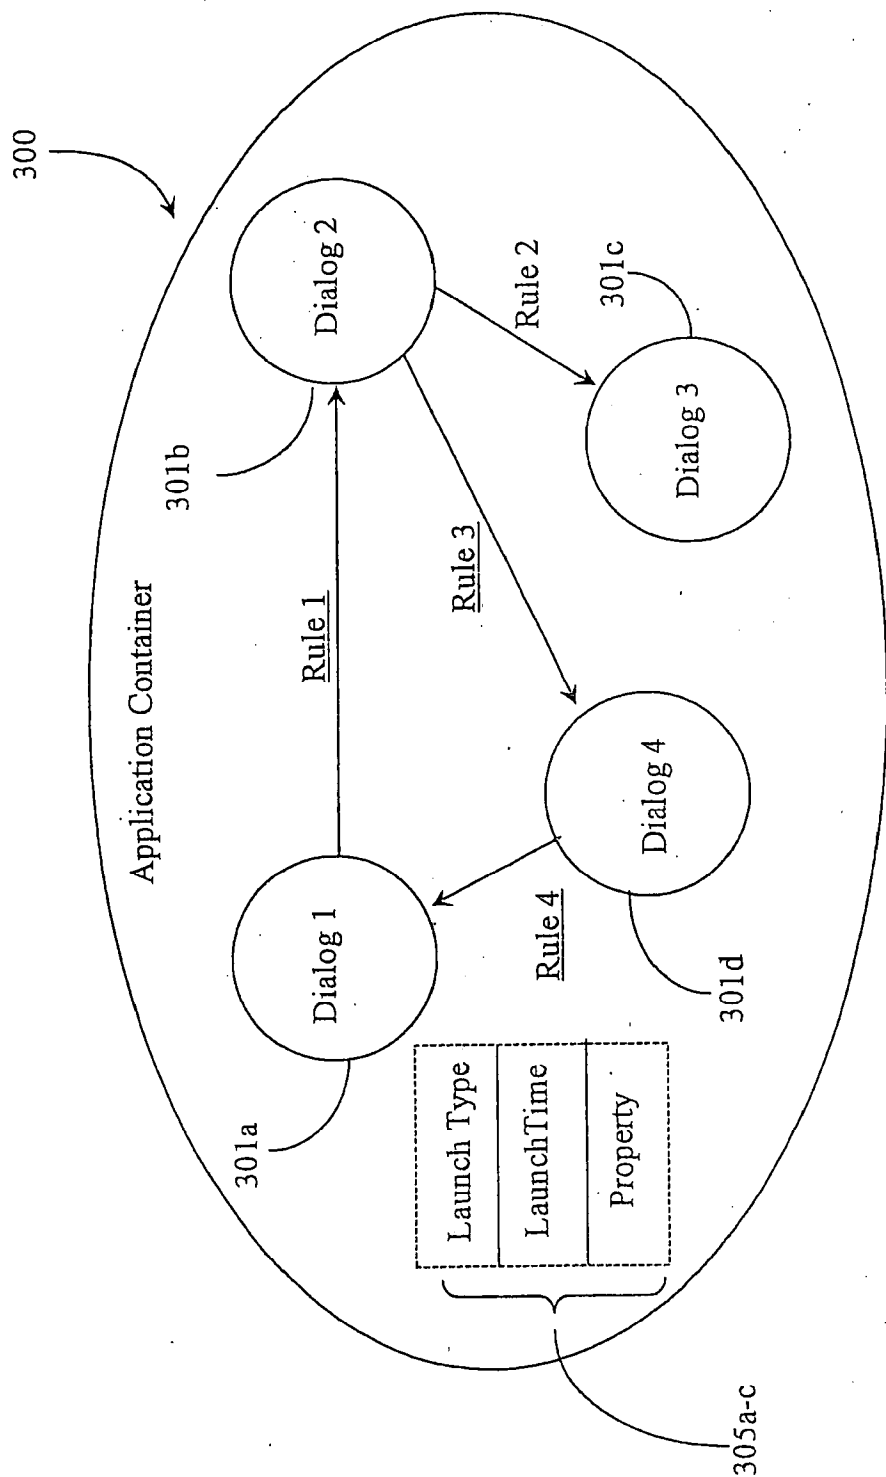 300
Application Container
Dialog 1
Dialog 2
301a
301b
Rule 1
Rule 3
Rule 2
Rule 4
Launch Type
LaunchTime
Property
Dialog 4
Dialog 3
301c
301d
305a-c